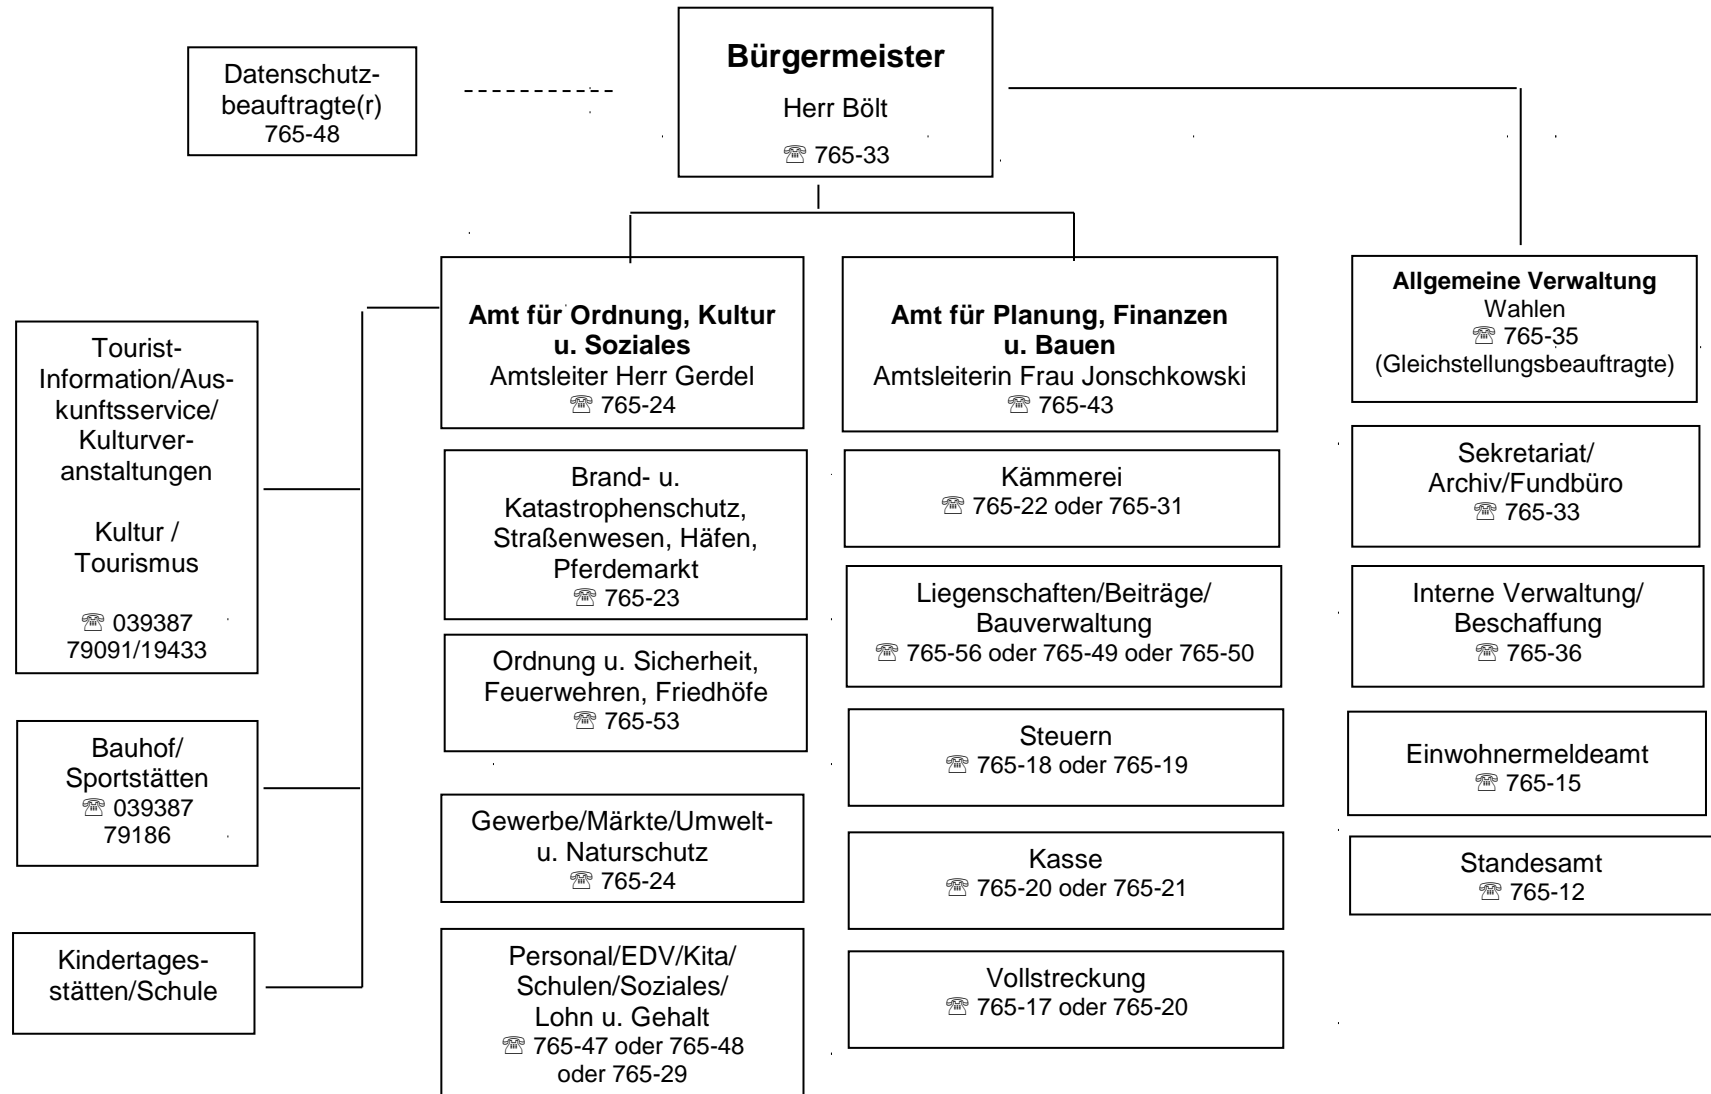 Bürgermeister
Herr Bölt
☏ 765-33
Datenschutz-
beauftragte(r)
765-48
Tourist-
Information/Aus-
kunftsservice/
Kulturver-
anstaltungen
Kultur /
Tourismus
☏ 039387
79091/19433
Bauhof/
Sportstätten
☏ 039387
79186
Kindertages-
stätten/Schule
Amt für Ordnung, Kultur
u. Soziales
Amtsleiter Herr Gerdel
☏ 765-24
Brand- u.
Katastrophenschutz,
Straßenwesen, Häfen,
Pferdemarkt
☏ 765-23
Ordnung u. Sicherheit,
Feuerwehren, Friedhöfe
☏ 765-53
Gewerbe/Märkte/Umwelt-
u. Naturschutz
☏ 765-24
Personal/EDV/Kita/
Schulen/Soziales/
Lohn u. Gehalt
☏ 765-47 oder 765-48
oder 765-29
Amt für Planung, Finanzen
u. Bauen
Amtsleiterin Frau Jonschkowski
☏ 765-43
Kämmerei
☏ 765-22 oder 765-31
Liegenschaften/Beiträge/
Bauverwaltung
☏ 765-56 oder 765-49 oder 765-50
Steuern
☏ 765-18 oder 765-19
Kasse
☏ 765-20 oder 765-21
Vollstreckung
☏ 765-17 oder 765-20
Allgemeine Verwaltung
Wahlen
☏ 765-35
(Gleichstellungsbeauftragte)
Sekretariat/
Archiv/Fundbüro
☏ 765-33
Interne Verwaltung/
Beschaffung
☏ 765-36
Einwohnermeldeamt
☏ 765-15
Standesamt
☏ 765-12